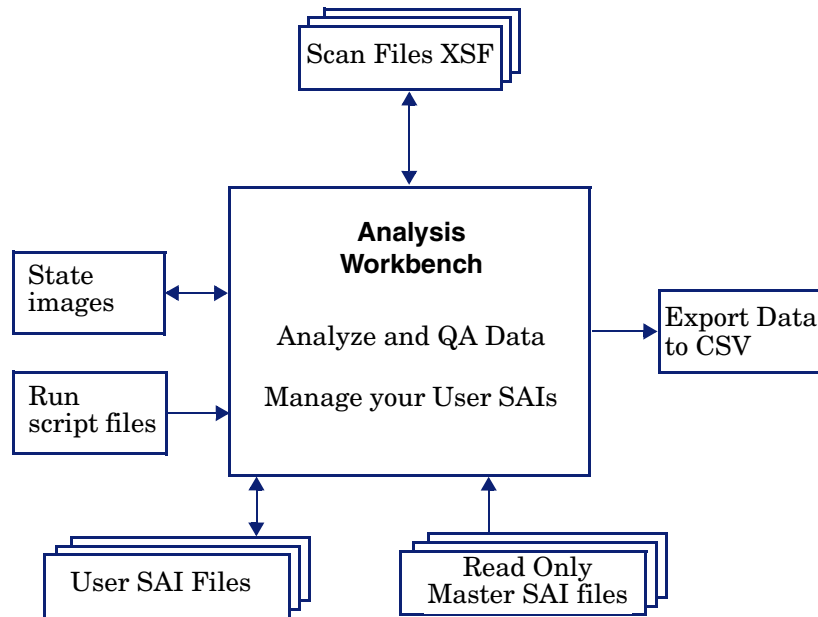 Scan Files XSF
Analysis
Workbench
State
images
Analyze and QA Data
Export Data
to CSV
Run
script files
Manage your User SAIs
User SAI Files
Read Only
Master SAI files